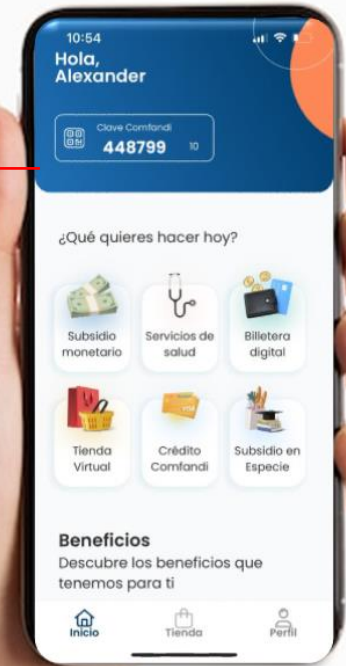 10:54
Hola,
Alexander
Clave Comfandi
448799 10
¿Qué quieres hacer hoy?
Subsidio
monetario
Servicios de
salud
Billetera
digital
Tienda
Virtual
Crédito
Comfandi
Subsidio en
Especie
Beneficios
Descubre los beneficios que
tenemos para ti
Inicio
Tienda
Perfil